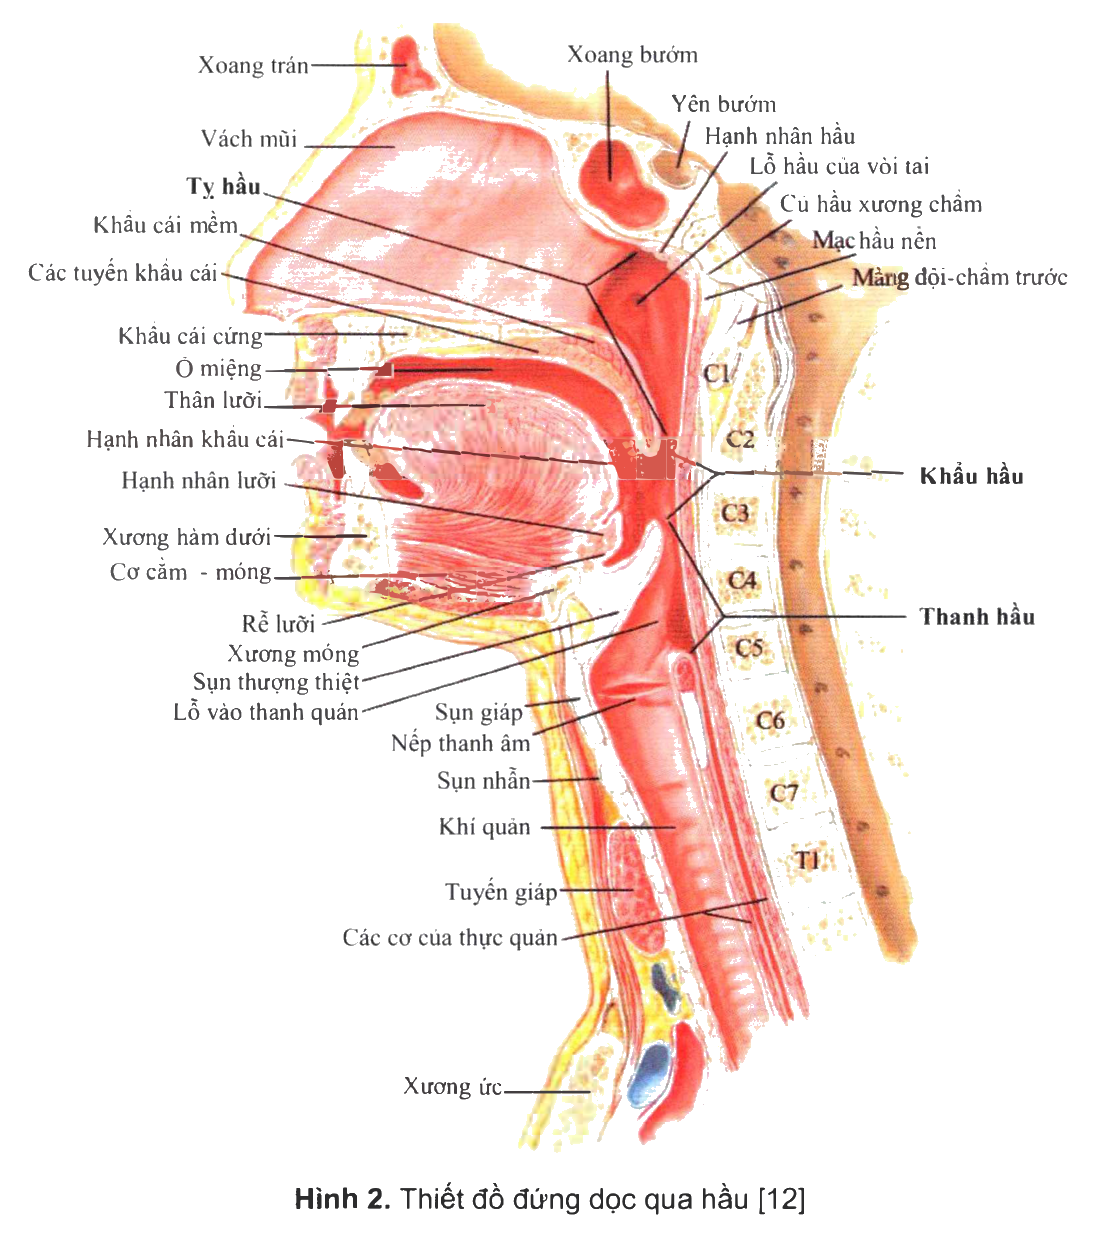 Xoang trán
Xoang bướm
Yên bướm
Vách mũi
Hạnh nhân hầu
Lỗ hầu của vòi tai
Tỵ hầu
Củ hầu xương chẩm
Khẩu cái mềm
Mạc hầu nền
Các tuyến khẩu cái
Màng đội-chẩm trước
Khẩu cái cứng
Ổ miệng
C1
Thân lưỡi
Hạnh nhân khẩu cái
C2
Hạnh nhân lưỡi
Khẩu hầu
C3
Xương hàm dưới
Cơ cằm - móng
C4
Rễ lưỡi
Thanh hầu
Xương móng
C5
Sụn thượng thiệt
Lỗ vào thanh quản
Sụn giáp
C6
Nếp thanh âm
Sụn nhẫn
C7
Khí quản
T1
Tuyến giáp
Các cơ của thực quản
Xương ức
Hình 2. Thiết đồ đứng dọc qua hầu [12]